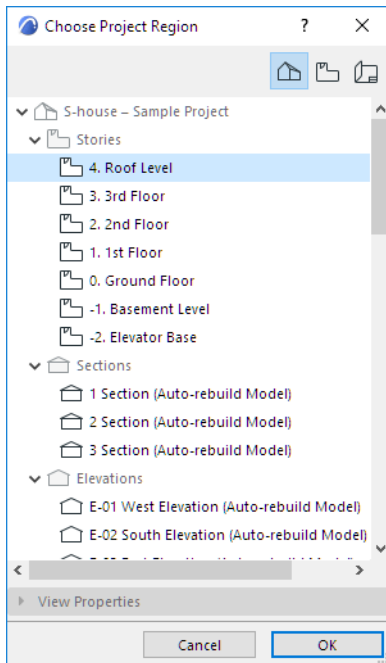 Choose Project Region
S-house – Sample Project
Stories
4. Roof Level
3. 3rd Floor
2. 2nd Floor
1. 1st Floor
0. Ground Floor
-1. Basement Level
-2. Elevator Base
Sections
1 Section (Auto-rebuild Model)
2 Section (Auto-rebuild Model)
3 Section (Auto-rebuild Model)
Elevations
E-01 West Elevation (Auto-rebuild Model)
E-02 South Elevation (Auto-rebuild Model)
View Properties
Cancel OK